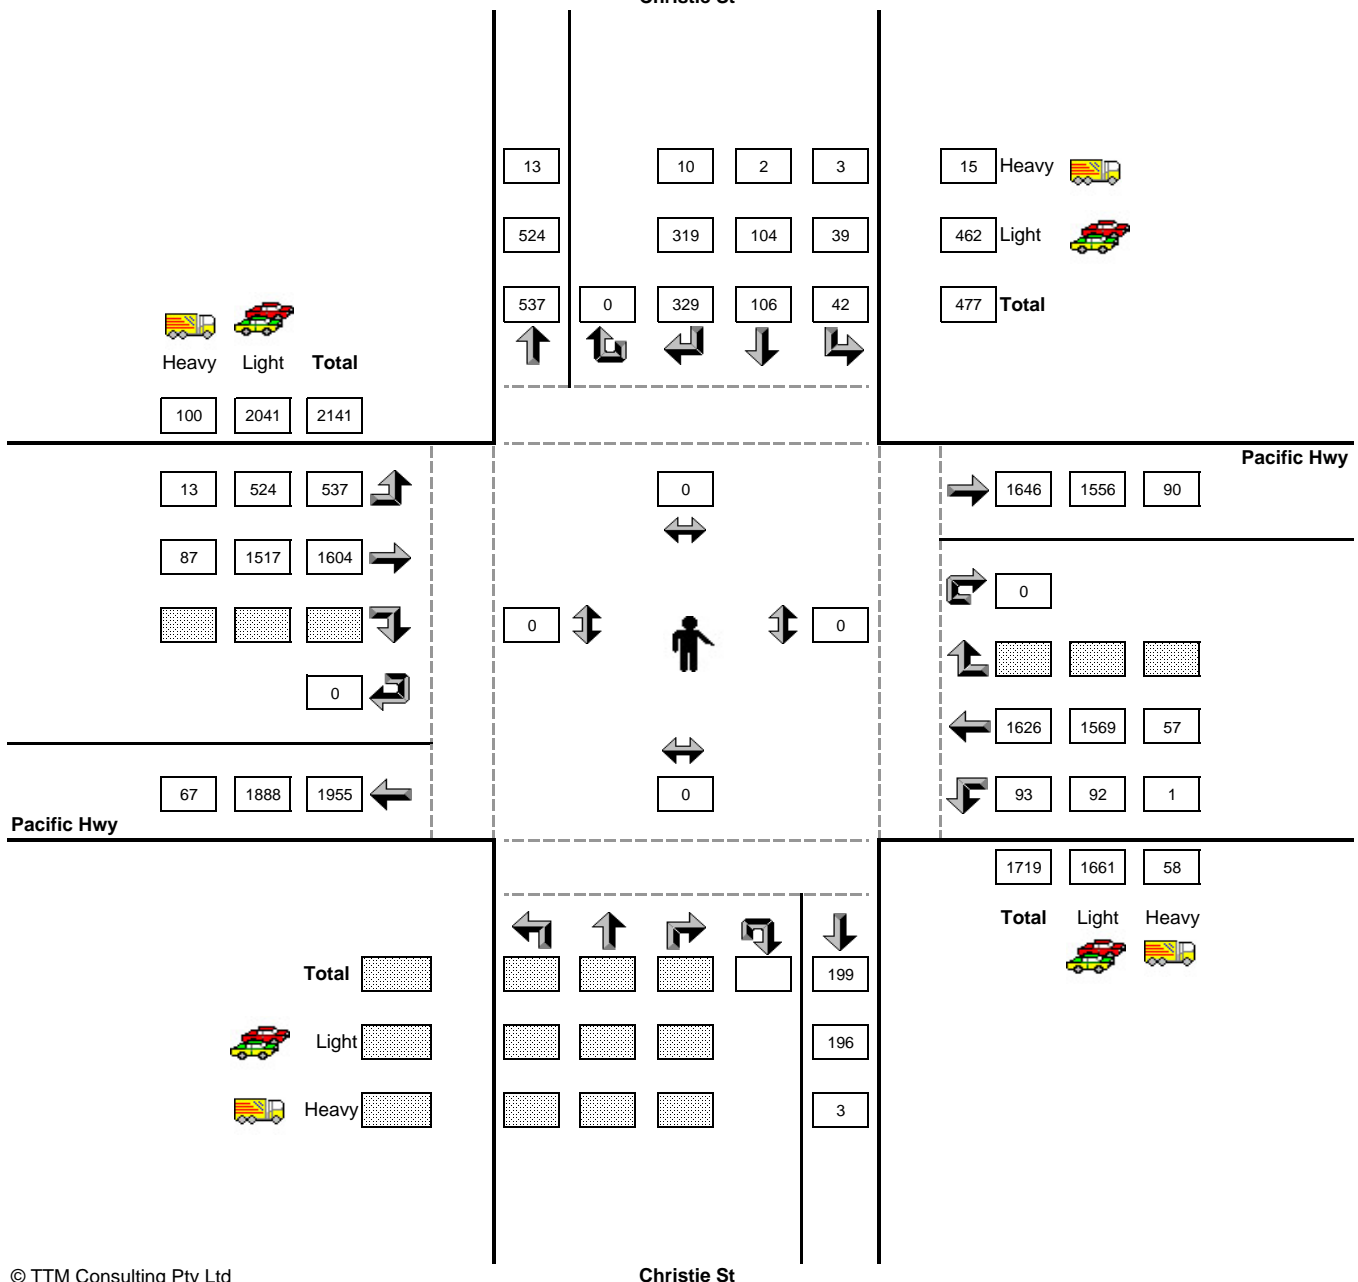 Christie St
13 10 2 3 15 Heavy
524 319 104 39 462 Light
537 0 329 106 42 477 Total
Heavy Light Total
100 2041 2141
Pacific Hwy
13 524 537 0 1646 1556 90
87 1517 1604
0
0 0
0 1626 1569 57
67 1888 1955 0 93 92 1
Pacific Hwy
1719 1661 58
Total Light Heavy
Total 199
Light 196
Heavy 3
© TTM Consulting Pty Ltd Christie St